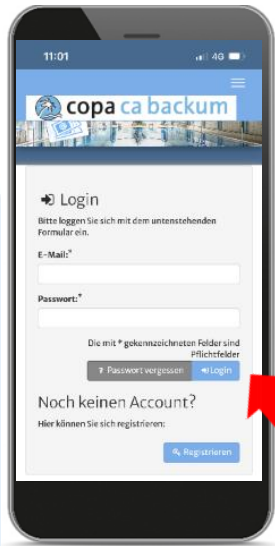 11:01
4G
copa ca backum
Login
Bitte loggen Sie sich mit dem untenstehenden
Formular ein.
E-Mail:*
Passwort:*
Die mit * gekennzeichneten Felder sind
Pflichtfelder
? Passwort vergessen Login
Noch keinen Account?
Hier können Sie sich registrieren:
Registrieren